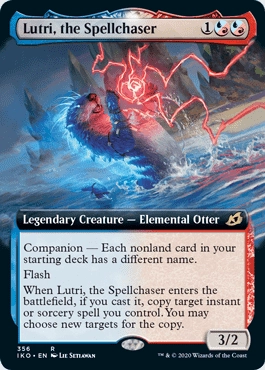 Lutri, the Spellchaser 1
Legendary Creature — Elemental Otter
Companion — Each nonland card in your
starting deck has a different name.
Flash
When Lutri, the Spellchaser enters the
battlefield, if you cast it, copy target instant
or sorcery spell you control. You may
choose new targets for the copy.
3/2
356 R
IKO • EN Lie Setiawan
™ & © 2020 Wizards of the Coast